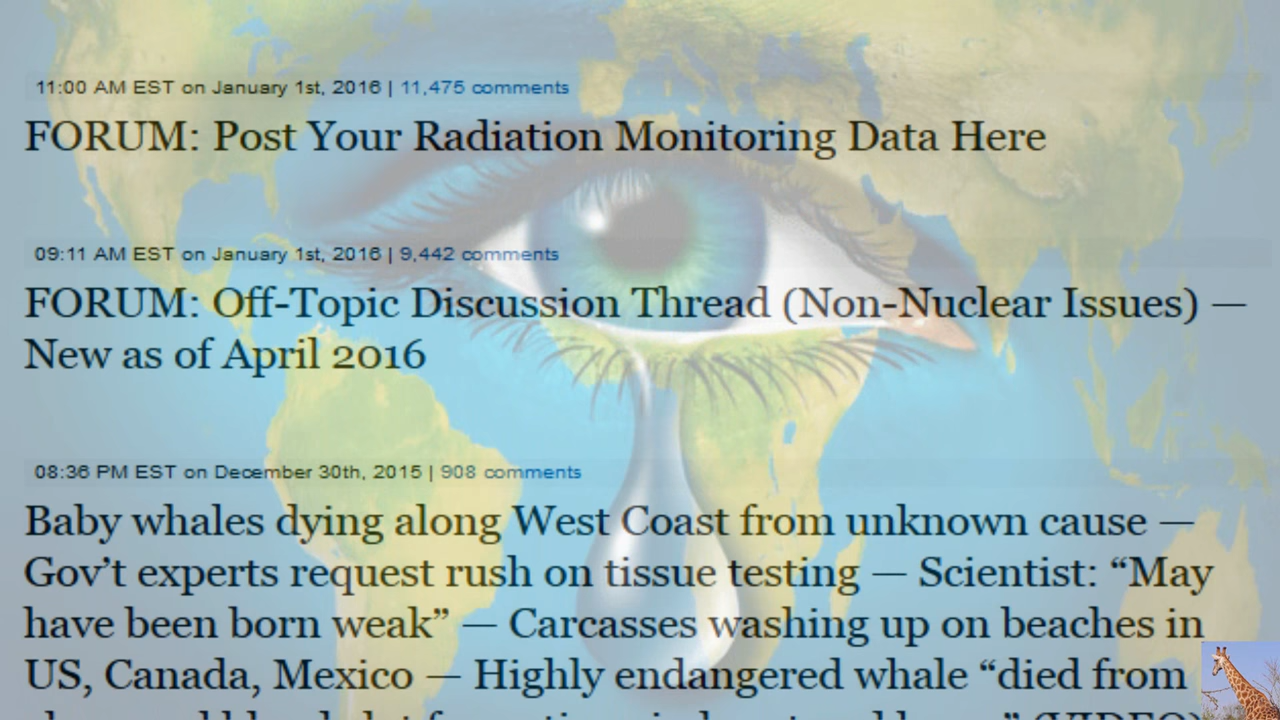 11:00 AM EST on January 1st, 2016 | 11,475 comments
FORUM: Post Your Radiation Monitoring Data Here
09:11 AM EST on January 1st, 2016 | 9,442 comments
FORUM: Off-Topic Discussion Thread (Non-Nuclear Issues) —
New as of April 2016
08:36 PM EST on December 30th, 2015 | 908 comments
Baby whales dying along West Coast from unknown cause —
Gov’t experts request rush on tissue testing — Scientist: “May
have been born weak” — Carcasses washing up on beaches in
US, Canada, Mexico — Highly endangered whale “died from
(VIDEO)